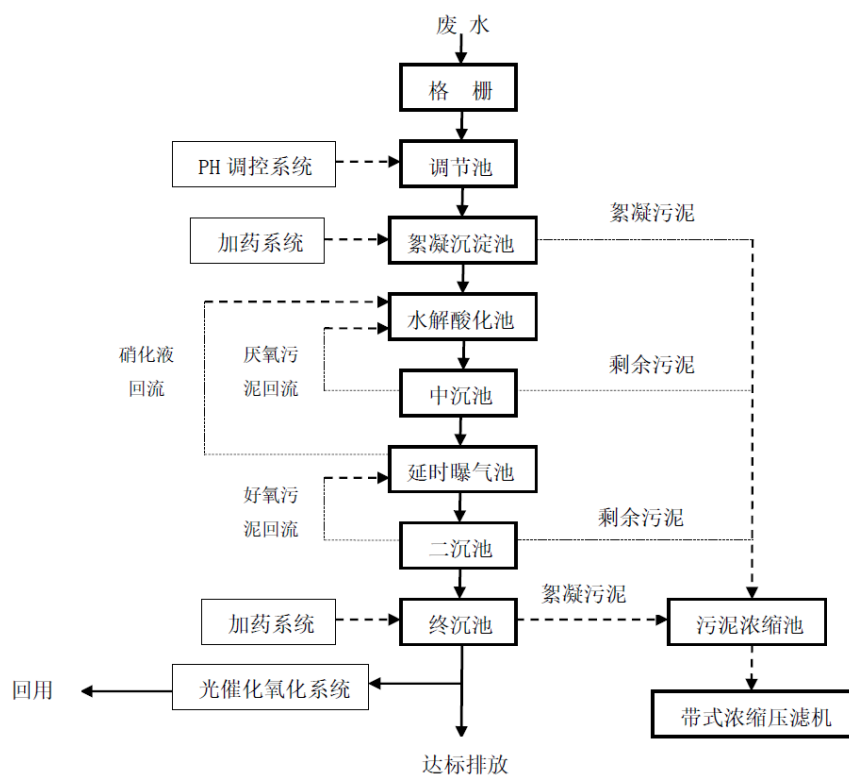 废 水
格 栅
PH 调控系统
调节池
絮凝污泥
加药系统
絮凝沉淀池
水解酸化池
硝化液
回流
厌氧污
泥回流
剩余污泥
中沉池
延时曝气池
好氧污
泥回流
剩余污泥
二沉池
絮凝污泥
加药系统
终沉池
污泥浓缩池
回用
光催化氧化系统
带式浓缩压滤机
达标排放